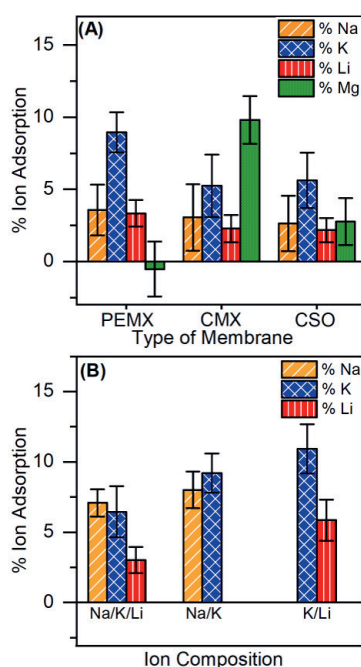 (A)
% Na
% K
% Li
% Mg
15
10
5
0
% Ion Adsorption
PEMX CMX CSO
Type of Membrane
(B)
% Na
% K
% Li
15
10
5
0
% Ion Adsorption
Na/K/Li Na/K K/Li
Ion Composition